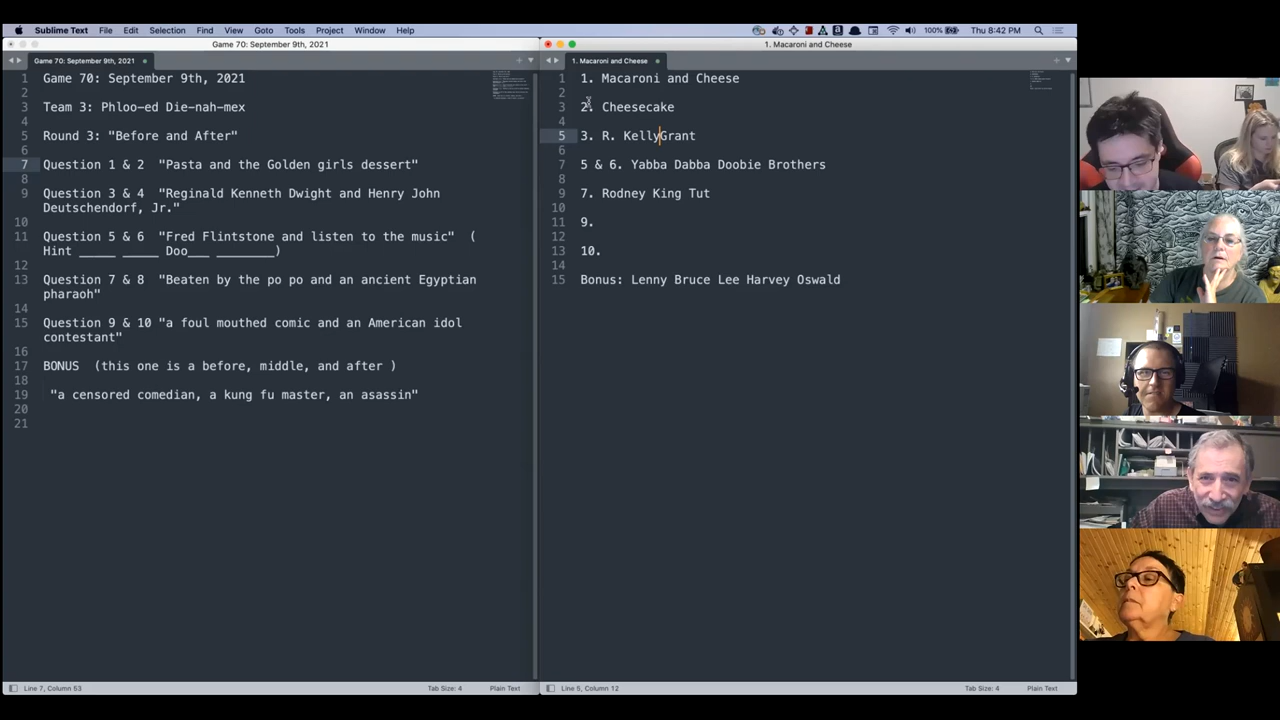 Sublime Text File Edit Selection Find View Goto Tools Project Window Help 100% Thu 8:42 PM
Game 70: September 9th, 2021
1. Macaroni and Cheese
Game 70: September 9th, 2021
1. Macaroni and Cheese
1 Game 70: September 9th, 2021
2
3 Team 3: Phloo-ed Die-nah-mex
4
5 Round 3: "Before and After"
6
7 Question 1 & 2 "Pasta and the Golden girls dessert"
8
9 Question 3 & 4 "Reginald Kenneth Dwight and Henry John
Deutschendorf, Jr."
10
11 Question 5 & 6 "Fred Flintstone and listen to the music" (
Hint _____ _____ Doo___ ________)
12
13 Question 7 & 8 "Beaten by the po po and an ancient Egyptian
pharaoh"
14
15 Question 9 & 10 "a foul mouthed comic and an American idol
contestant"
16
17 BONUS (this one is a before, middle, and after )
18
19 "a censored comedian, a kung fu master, an asassin"
20
21
1 1. Macaroni and Cheese
2
3 2. Cheesecake
4
5 3. R. KellyGrant
6
7 5 & 6. Yabba Dabba Doobie Brothers
8
9 7. Rodney King Tut
10
11 9.
12
13 10.
14
15 Bonus: Lenny Bruce Lee Harvey Oswald
Line 7, Column 53 Tab Size: 4 Plain Text
Line 5, Column 12 Tab Size: 4 Plain Text